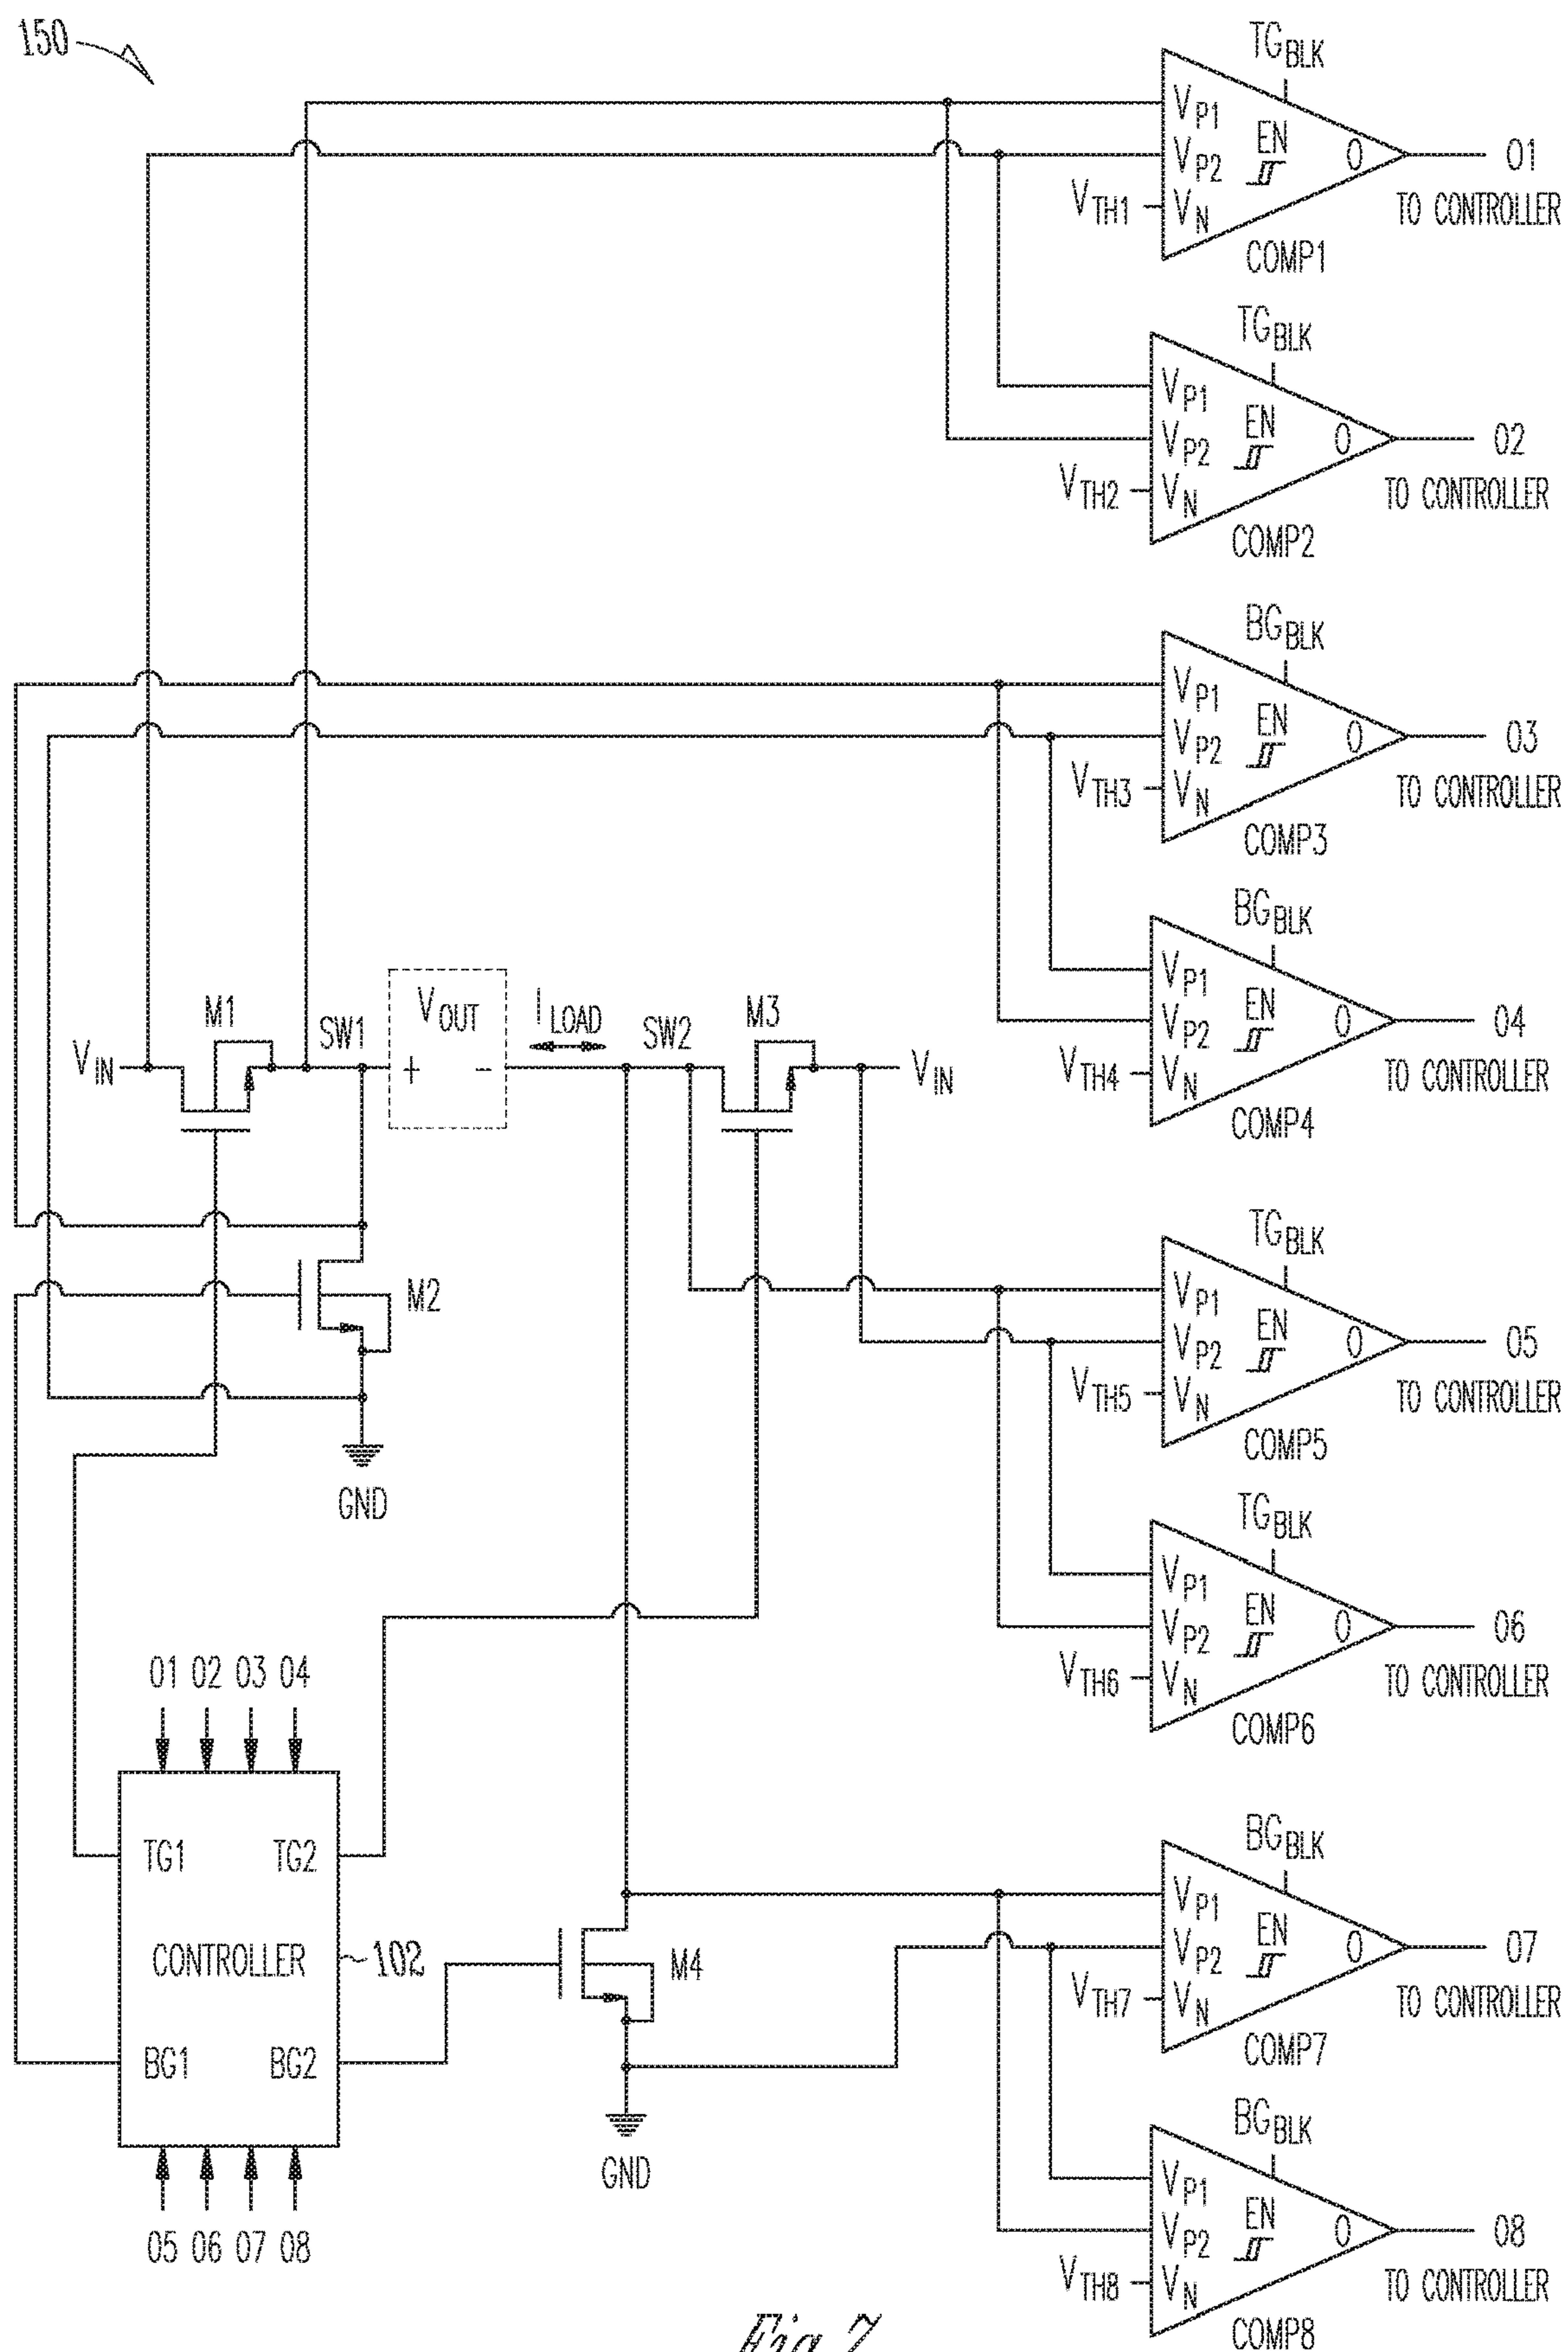 150
TG_BLK
V_P1
V_P2
V_TH1
V_N
EN
O
O1
TO CONTROLLER
COMP1
TG_BLK
V_P1
V_P2
V_TH2
V_N
EN
O
O2
TO CONTROLLER
COMP2
BG_BLK
V_P1
V_P2
V_TH3
V_N
EN
O
O3
TO CONTROLLER
COMP3
BG_BLK
V_P1
V_P2
V_TH4
V_N
EN
O
O4
TO CONTROLLER
COMP4
V_IN
M1
SW1
V_OUT
+
-
I_LOAD
SW2
M3
V_IN
M2
GND
TG_BLK
V_P1
V_P2
V_TH5
V_N
EN
O
O5
TO CONTROLLER
COMP5
TG_BLK
V_P1
V_P2
V_TH6
V_N
EN
O
O6
TO CONTROLLER
COMP6
O1 O2 O3 O4
TG1 TG2
CONTROLLER
102
BG1 BG2
O5 O6 O7 O8
M4
GND
BG_BLK
V_P1
V_P2
V_TH7
V_N
EN
O
O7
TO CONTROLLER
COMP7
BG_BLK
V_P1
V_P2
V_TH8
V_N
EN
O
O8
TO CONTROLLER
COMP8
Fig. 7